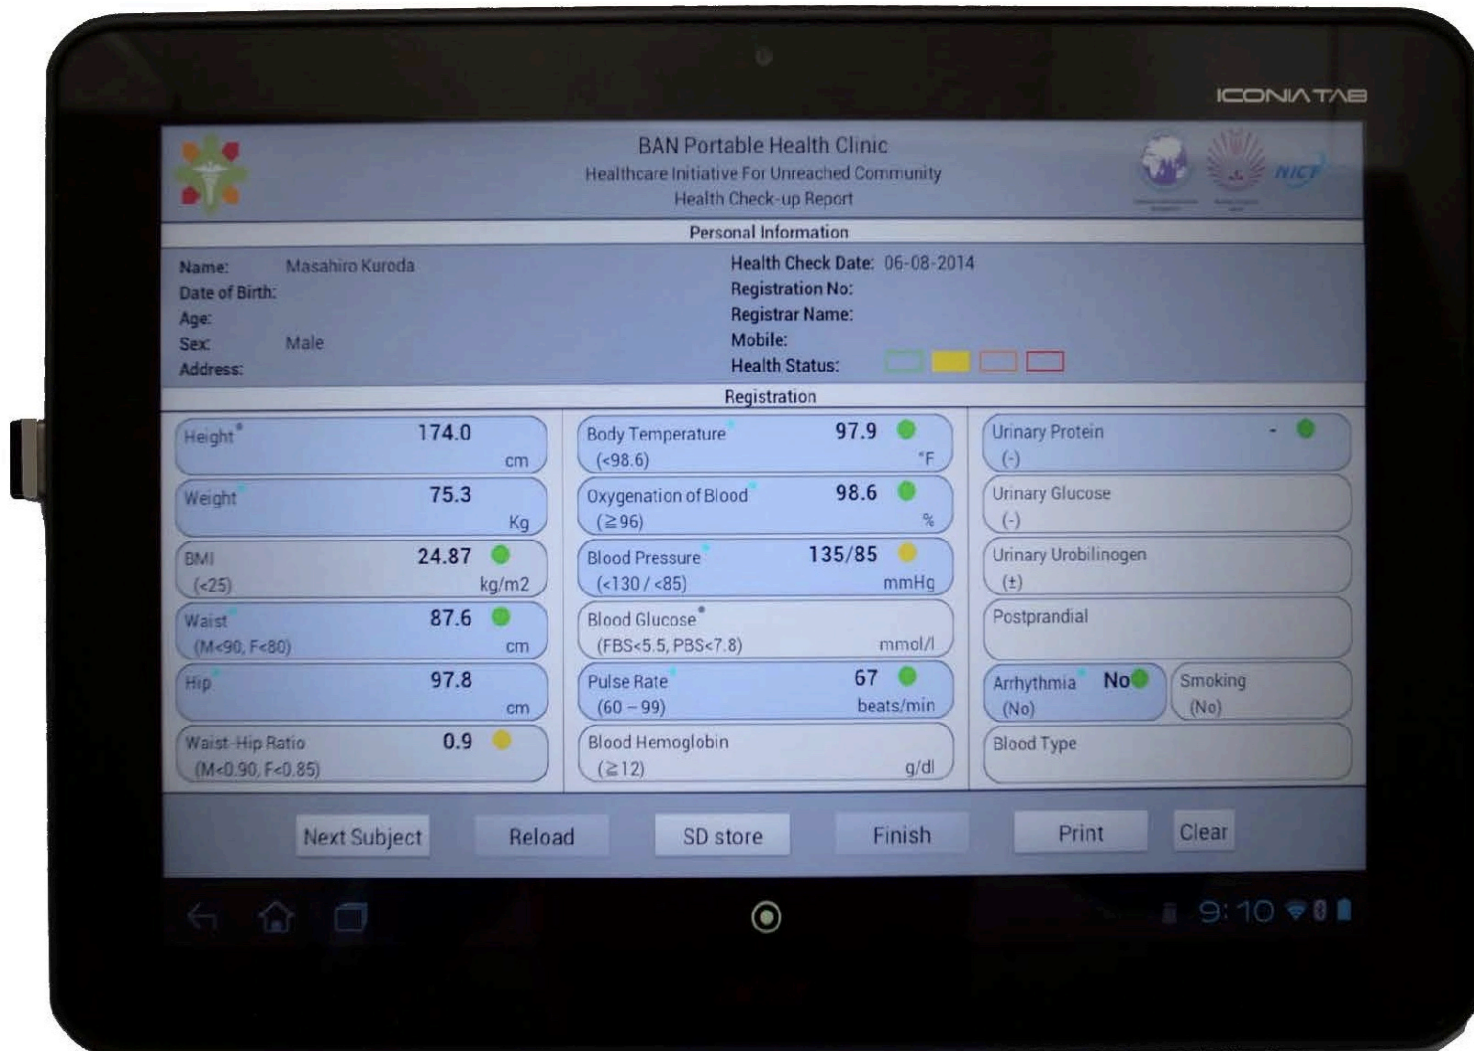 ICONIA TAB
BAN Portable Health Clinic
Healthcare Initiative For Unreached Community
Health Check-up Report
NICT
Personal Information
Name: Masahiro Kuroda
Date of Birth:
Age:
Sex: Male
Address:
Health Check Date: 06-08-2014
Registration No:
Registrar Name:
Mobile:
Health Status:
Registration
Height* 174.0
cm
Weight* 75.3
Kg
BMI 24.87
(<25) kg/m2
Waist* 87.6
(M<90, F<80) cm
Hip* 97.8
cm
Waist-Hip Ratio 0.9
(M<0.90, F<0.85)
Body Temperature* 97.9
(<98.6) °F
Oxygenation of Blood* 98.6
(≧96) %
Blood Pressure* 135/85
(<130 / <85) mmHg
Blood Glucose*
(FBS<5.5, PBS<7.8) mmol/l
Pulse Rate* 67
(60 – 99) beats/min
Blood Hemoglobin
(≧12) g/dl
Urinary Protein -
(-)
Urinary Glucose
(-)
Urinary Urobilinogen
(±)
Postprandial
Arrhythmia* No
(No)
Smoking
(No)
Blood Type
Next Subject Reload SD store Finish Print Clear
9:10